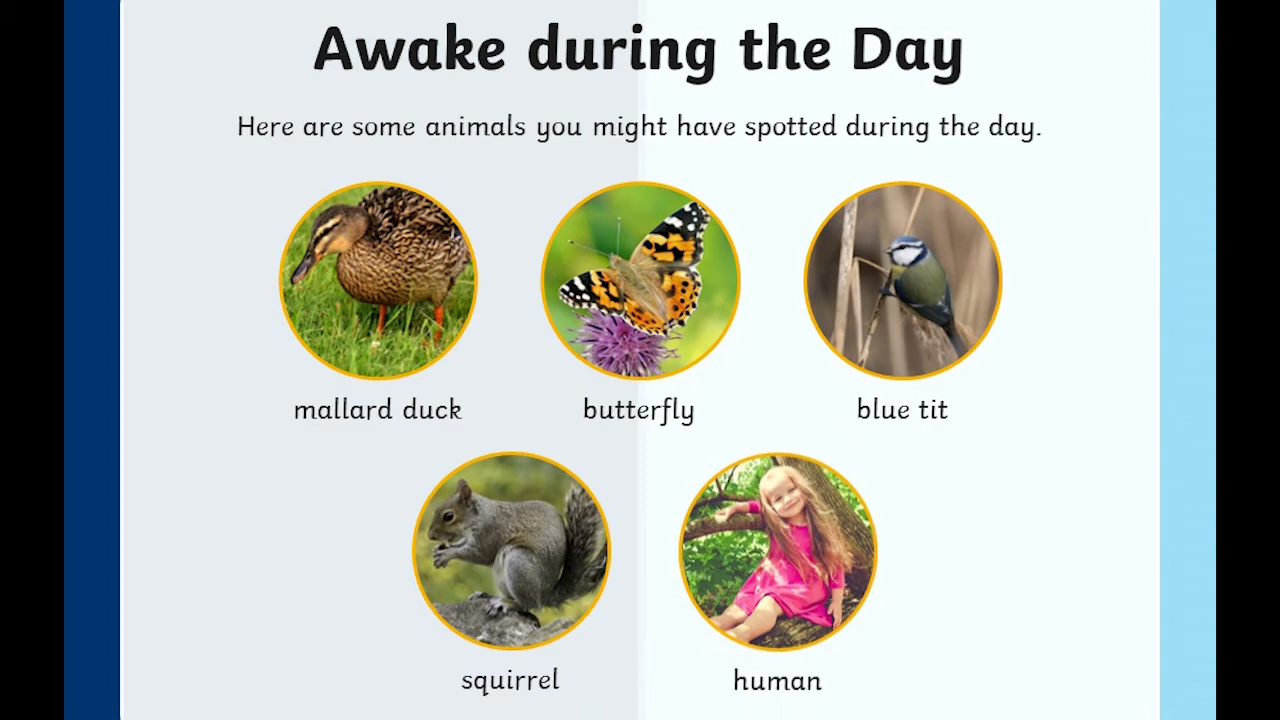 Awake during the Day
Here are some animals you might have spotted during the day.
mallard duck
butterfly
blue tit
squirrel
human